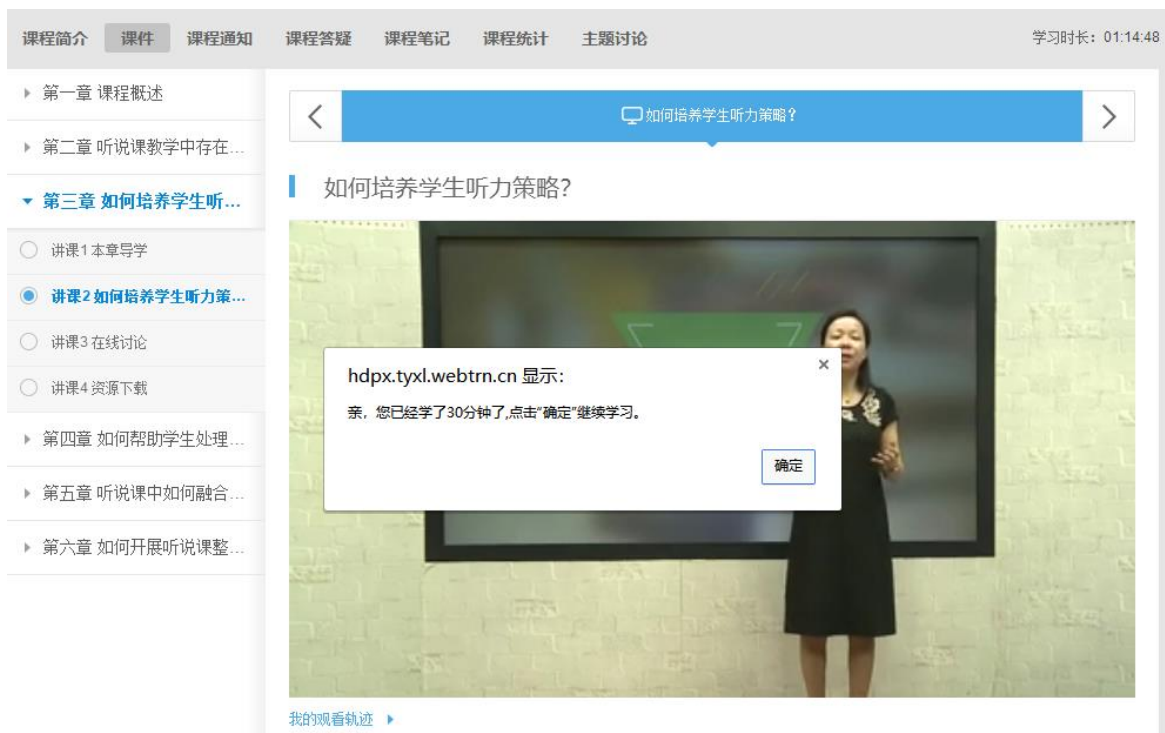 课程简介 课件 课程通知 课程答疑 课程笔记 课程统计 主题讨论 学习时长：01:14:48
第一章 课程概述
第二章 听说课教学中存在...
第三章 如何培养学生听...
讲课1 本章导学
讲课2 如何培养学生听力策...
讲课3 在线讨论
讲课4 资源下载
第四章 如何帮助学生处理...
第五章 听说课中如何融合...
第六章 如何开展听说课整...
如何培养学生听力策略？
如何培养学生听力策略？
hdpx.tyxl.webtrn.cn 显示：
亲，您已经学了30分钟了,点击“确定”继续学习。
确定
我的观看轨迹